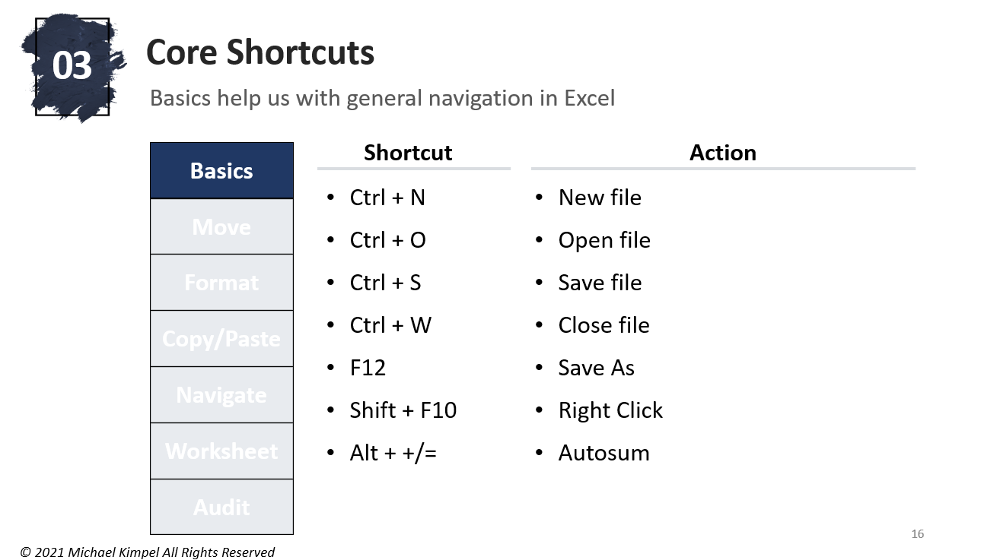 03
Core Shortcuts
Basics help us with general navigation in Excel
Basics
Move
Format
Copy/Paste
Navigate
Worksheet
Audit
Shortcut Action
• Ctrl + N • New file
• Ctrl + O • Open file
• Ctrl + S • Save file
• Ctrl + W • Close file
• F12 • Save As
• Shift + F10 • Right Click
• Alt + +/= • Autosum
16
© 2021 Michael Kimpel All Rights Reserved